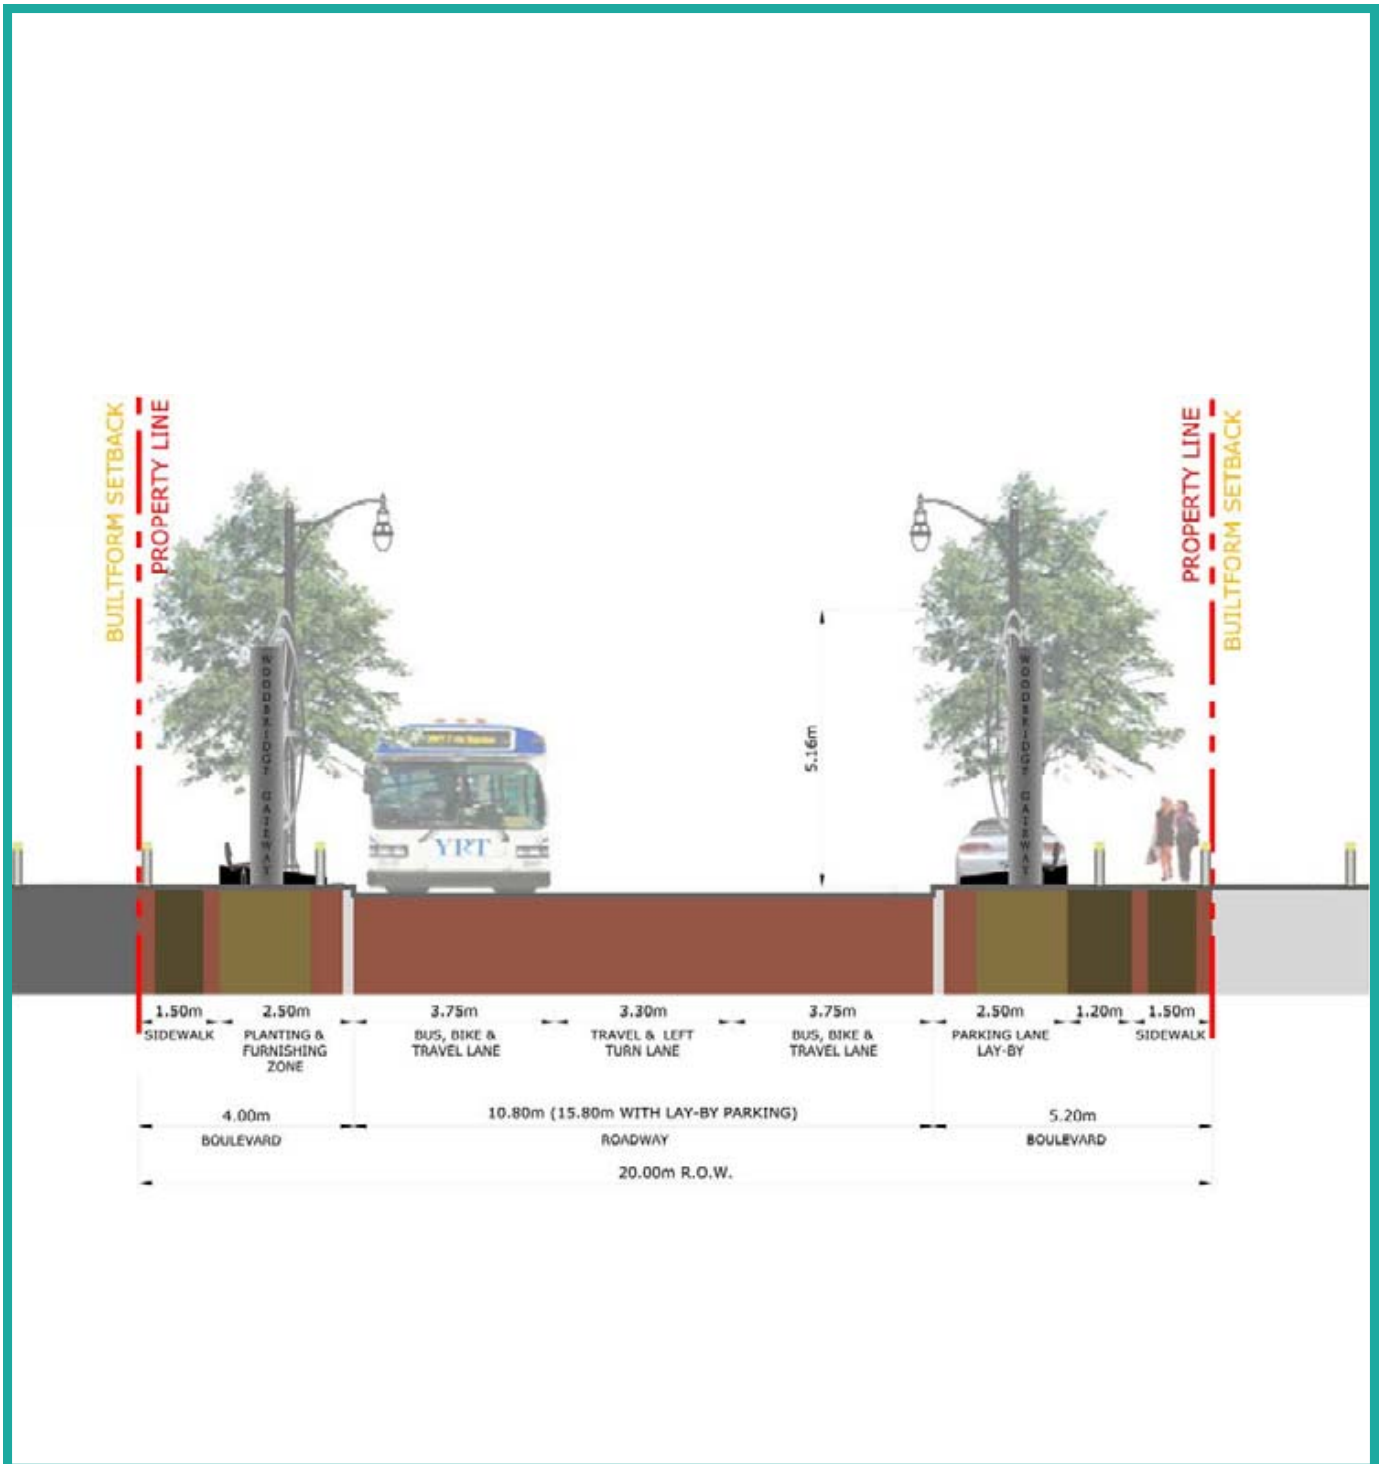 BUILTFORM SETBACK
PROPERTY LINE
PROPERTY LINE
BUILTFORM SETBACK
WOODBRIDGE GATEWAY
WOODBRIDGE GATEWAY
5.16m
YRT
1.50m 2.50m 3.75m 3.30m 3.75m 2.50m 1.20m 1.50m
SIDEWALK PLANTING & BUS, BIKE & TRAVEL & LEFT BUS, BIKE & PARKING LANE SIDEWALK
FURNISHING TRAVEL LANE TURN LANE TRAVEL LANE LAY-BY
ZONE
4.00m 10.80m (15.80m WITH LAY-BY PARKING) 5.20m
BOULEVARD ROADWAY BOULEVARD
20.00m R.O.W.